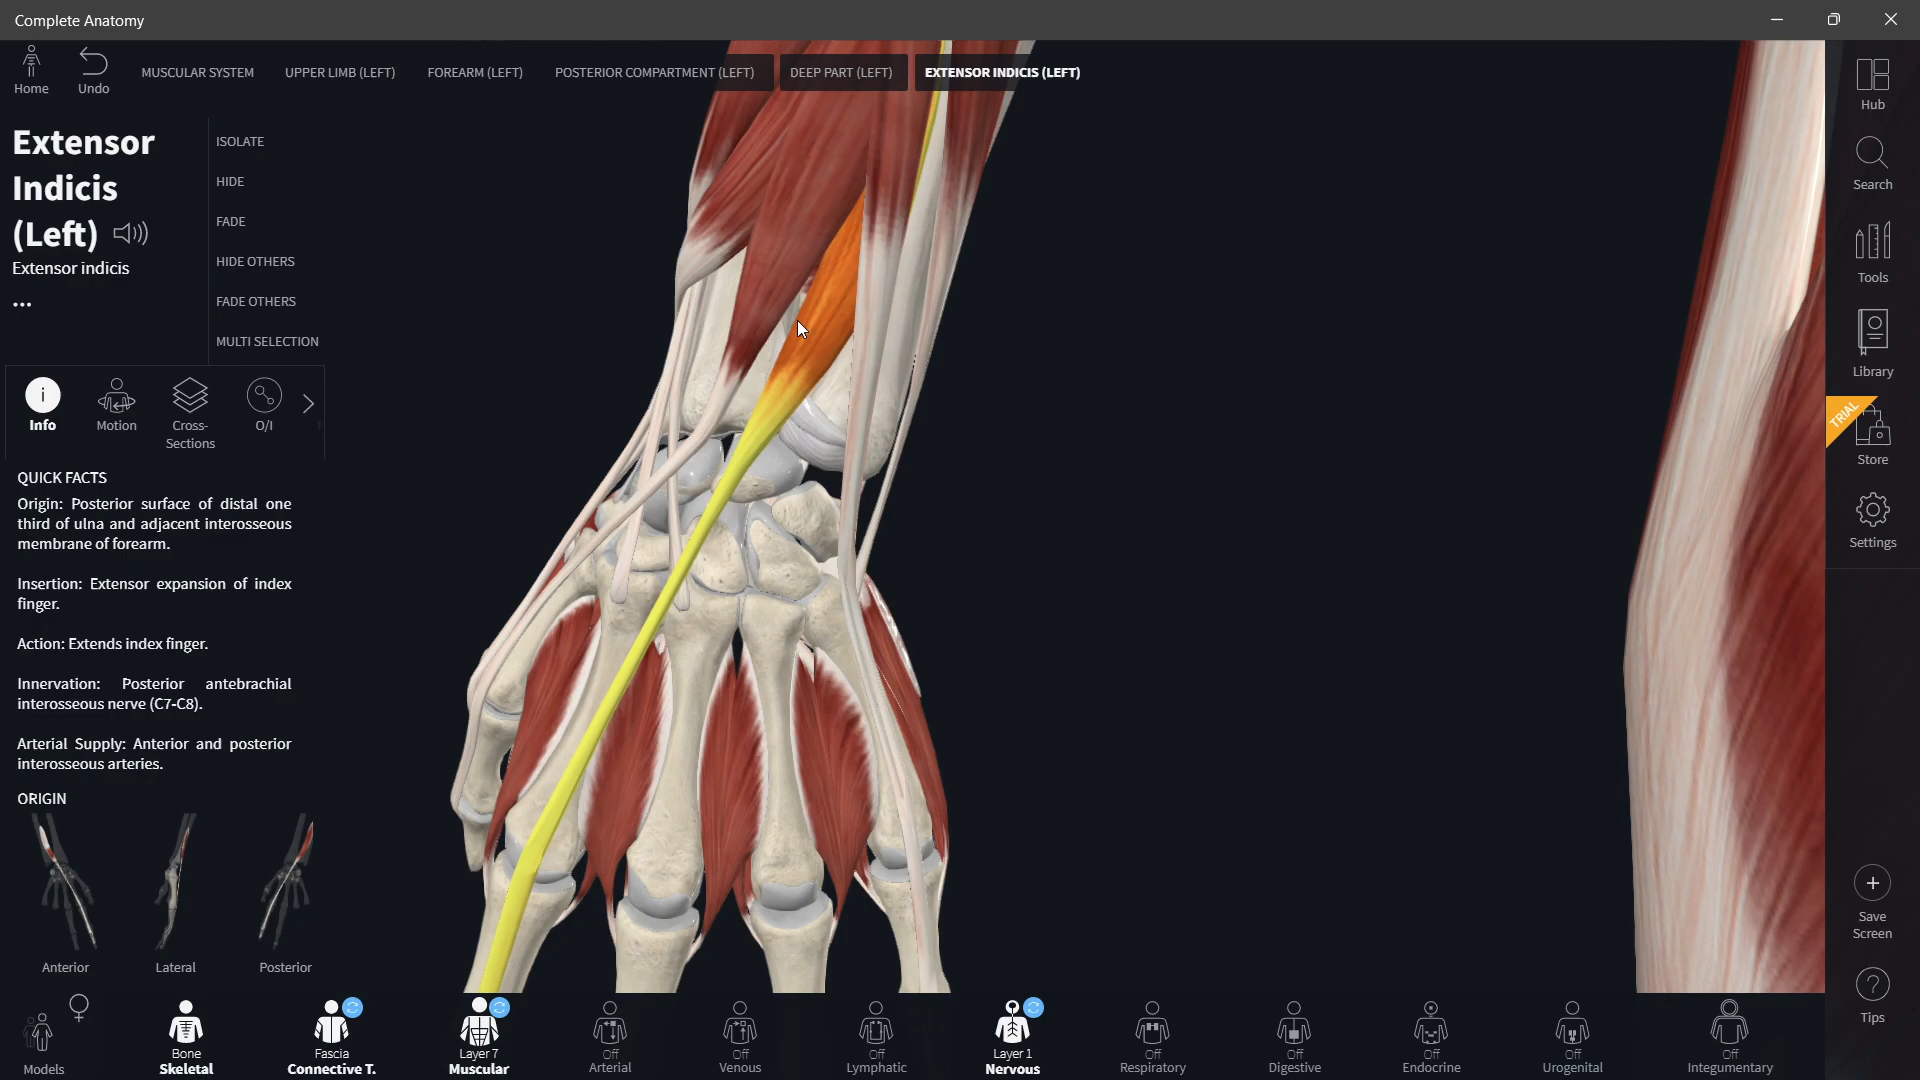 Complete Anatomy
Home
Undo
MUSCULAR SYSTEM
UPPER LIMB (LEFT)
FOREARM (LEFT)
POSTERIOR COMPARTMENT (LEFT)
DEEP PART (LEFT)
EXTENSOR INDICIS (LEFT)
Hub
Extensor
Indicis
(Left)
Extensor indicis
...
ISOLATE
HIDE
FADE
HIDE OTHERS
FADE OTHERS
MULTI SELECTION
Search
Tools
Library
TRIAL
Store
Settings
Info
Motion
Cross-
Sections
O/I
QUICK FACTS
Origin: Posterior surface of distal one
third of ulna and adjacent interosseous
membrane of forearm.
Insertion: Extensor expansion of index
finger.
Action: Extends index finger.
Innervation: Posterior antebrachial
interosseous nerve (C7-C8).
Arterial Supply: Anterior and posterior
interosseous arteries.
ORIGIN
Anterior
Lateral
Posterior
Save
Screen
Tips
Models
Bone
Skeletal
Fascia
Connective T.
Layer 7
Muscular
Off
Arterial
Off
Venous
Off
Lymphatic
Layer 1
Nervous
Off
Respiratory
Off
Digestive
Off
Endocrine
Off
Urogenital
Off
Integumentary